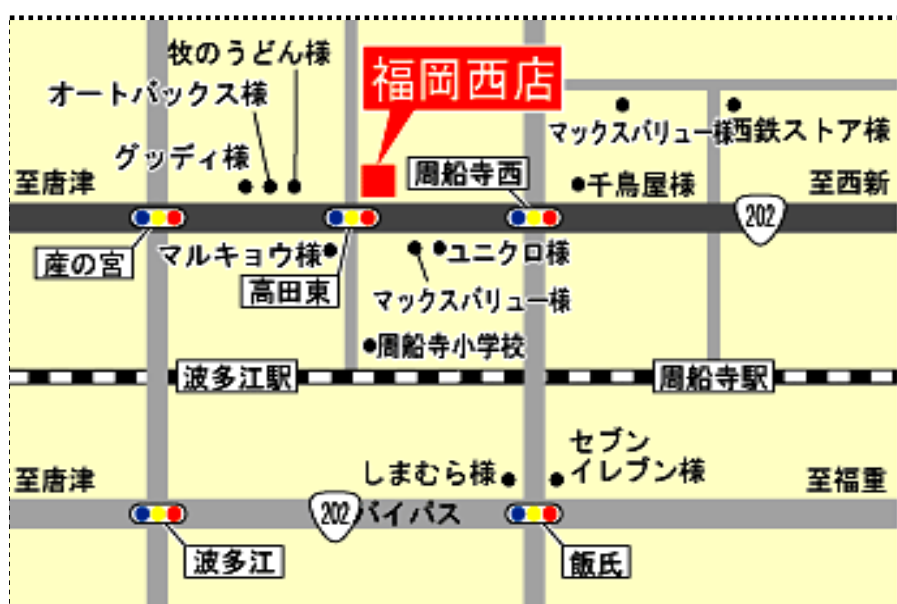 牧のうどん様
福岡西店
オートバックス様
マックスバリュー様
西鉄ストア様
グッディ様
周船寺西
至唐津
千鳥屋様
至西新
202
産の宮
マルキョウ様
高田東
ユニクロ様
マックスバリュー様
周船寺小学校
波多江駅
周船寺駅
セブン
イレブン様
しまむら様
至唐津
至福重
202
バイパス
波多江
飯氏